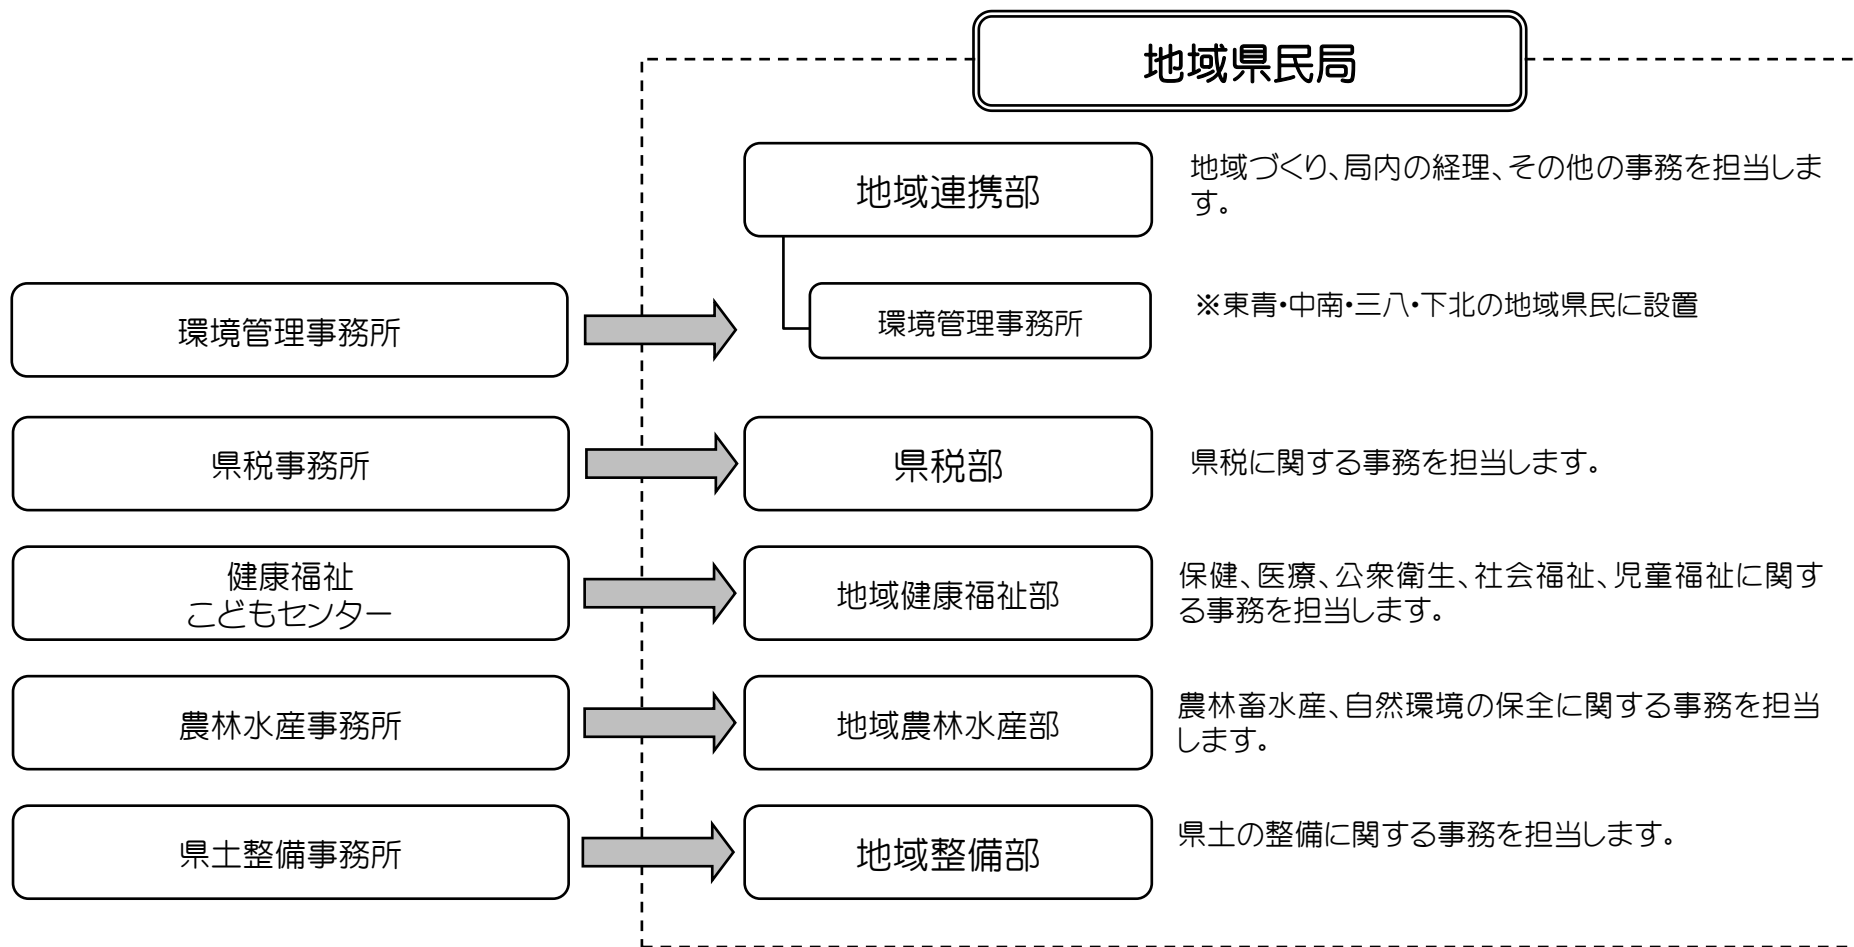 地域県民局
地域連携部
地域づくり、局内の経理、その他の事務を担当しま
す。
環境管理事務所
環境管理事務所
※東青・中南・三八・下北の地域県民に設置
県税事務所
県税部
県税に関する事務を担当します。
健康福祉
こどもセンター
地域健康福祉部
保健、医療、公衆衛生、社会福祉、児童福祉に関す
る事務を担当します。
農林水産事務所
地域農林水産部
農林畜水産、自然環境の保全に関する事務を担当
します。
県土整備事務所
地域整備部
県土の整備に関する事務を担当します。